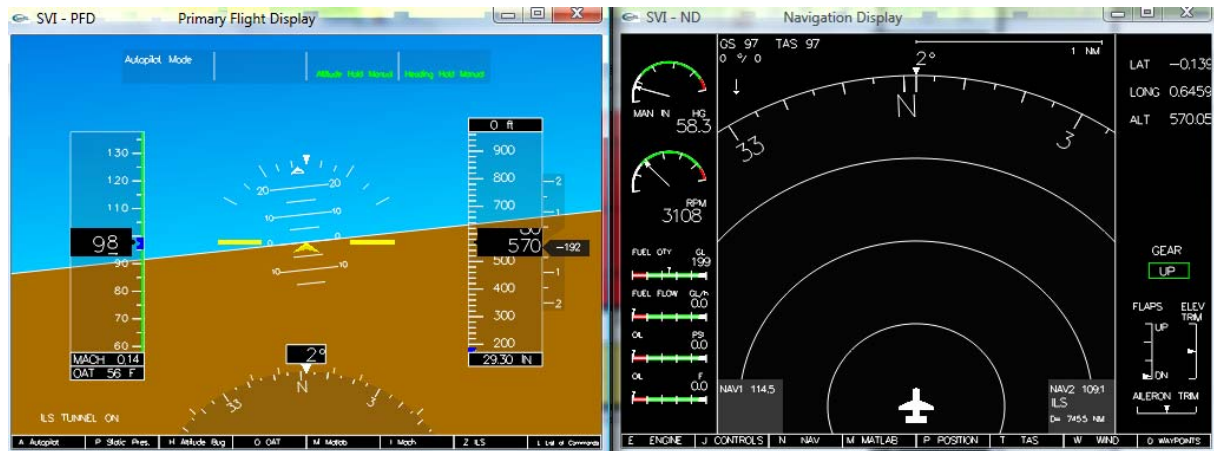 SVI - PFD
Primary Flight Display
Autopilot Mode
Altitude Hold Manual
Heading Hold Manual
130
120
110
98
90
80
70
60
MACH 0.14
OAT 56 F
20 20
10 10
0 0
10 10
0 ft
900
800
700
570
500
400
300
200
29.30 IN
2
1
-192
1
2
2°
33 N 3
ILS TUNNEL ON
A Autopilot
P Static Pres.
H Altitude Bug
O OAT
M Matlab
I Mach
Z ILS
L List of Commands
SVI - ND
Navigation Display
GS 97 TAS 97
0 °/ 0
1 NM
2°
33 N 3
MAN IN HG
58.3
RPM
3108
FUEL QTY GL
199
FUEL FLOW GL/h
0.0
OIL PSI
0.0
OIL F
0.0
NAV1 114.5
NAV2 109.1
ILS
D= 7455 NM
LAT -0.139
LONG 0.6459
ALT 570.05
GEAR
UP
FLAPS
UP
DN
ELEV
TRIM
AILERON TRIM
E ENGINE
J CONTROLS
N NAV
M MATLAB
P POSITION
T TAS
W WIND
D WAYPOINTS